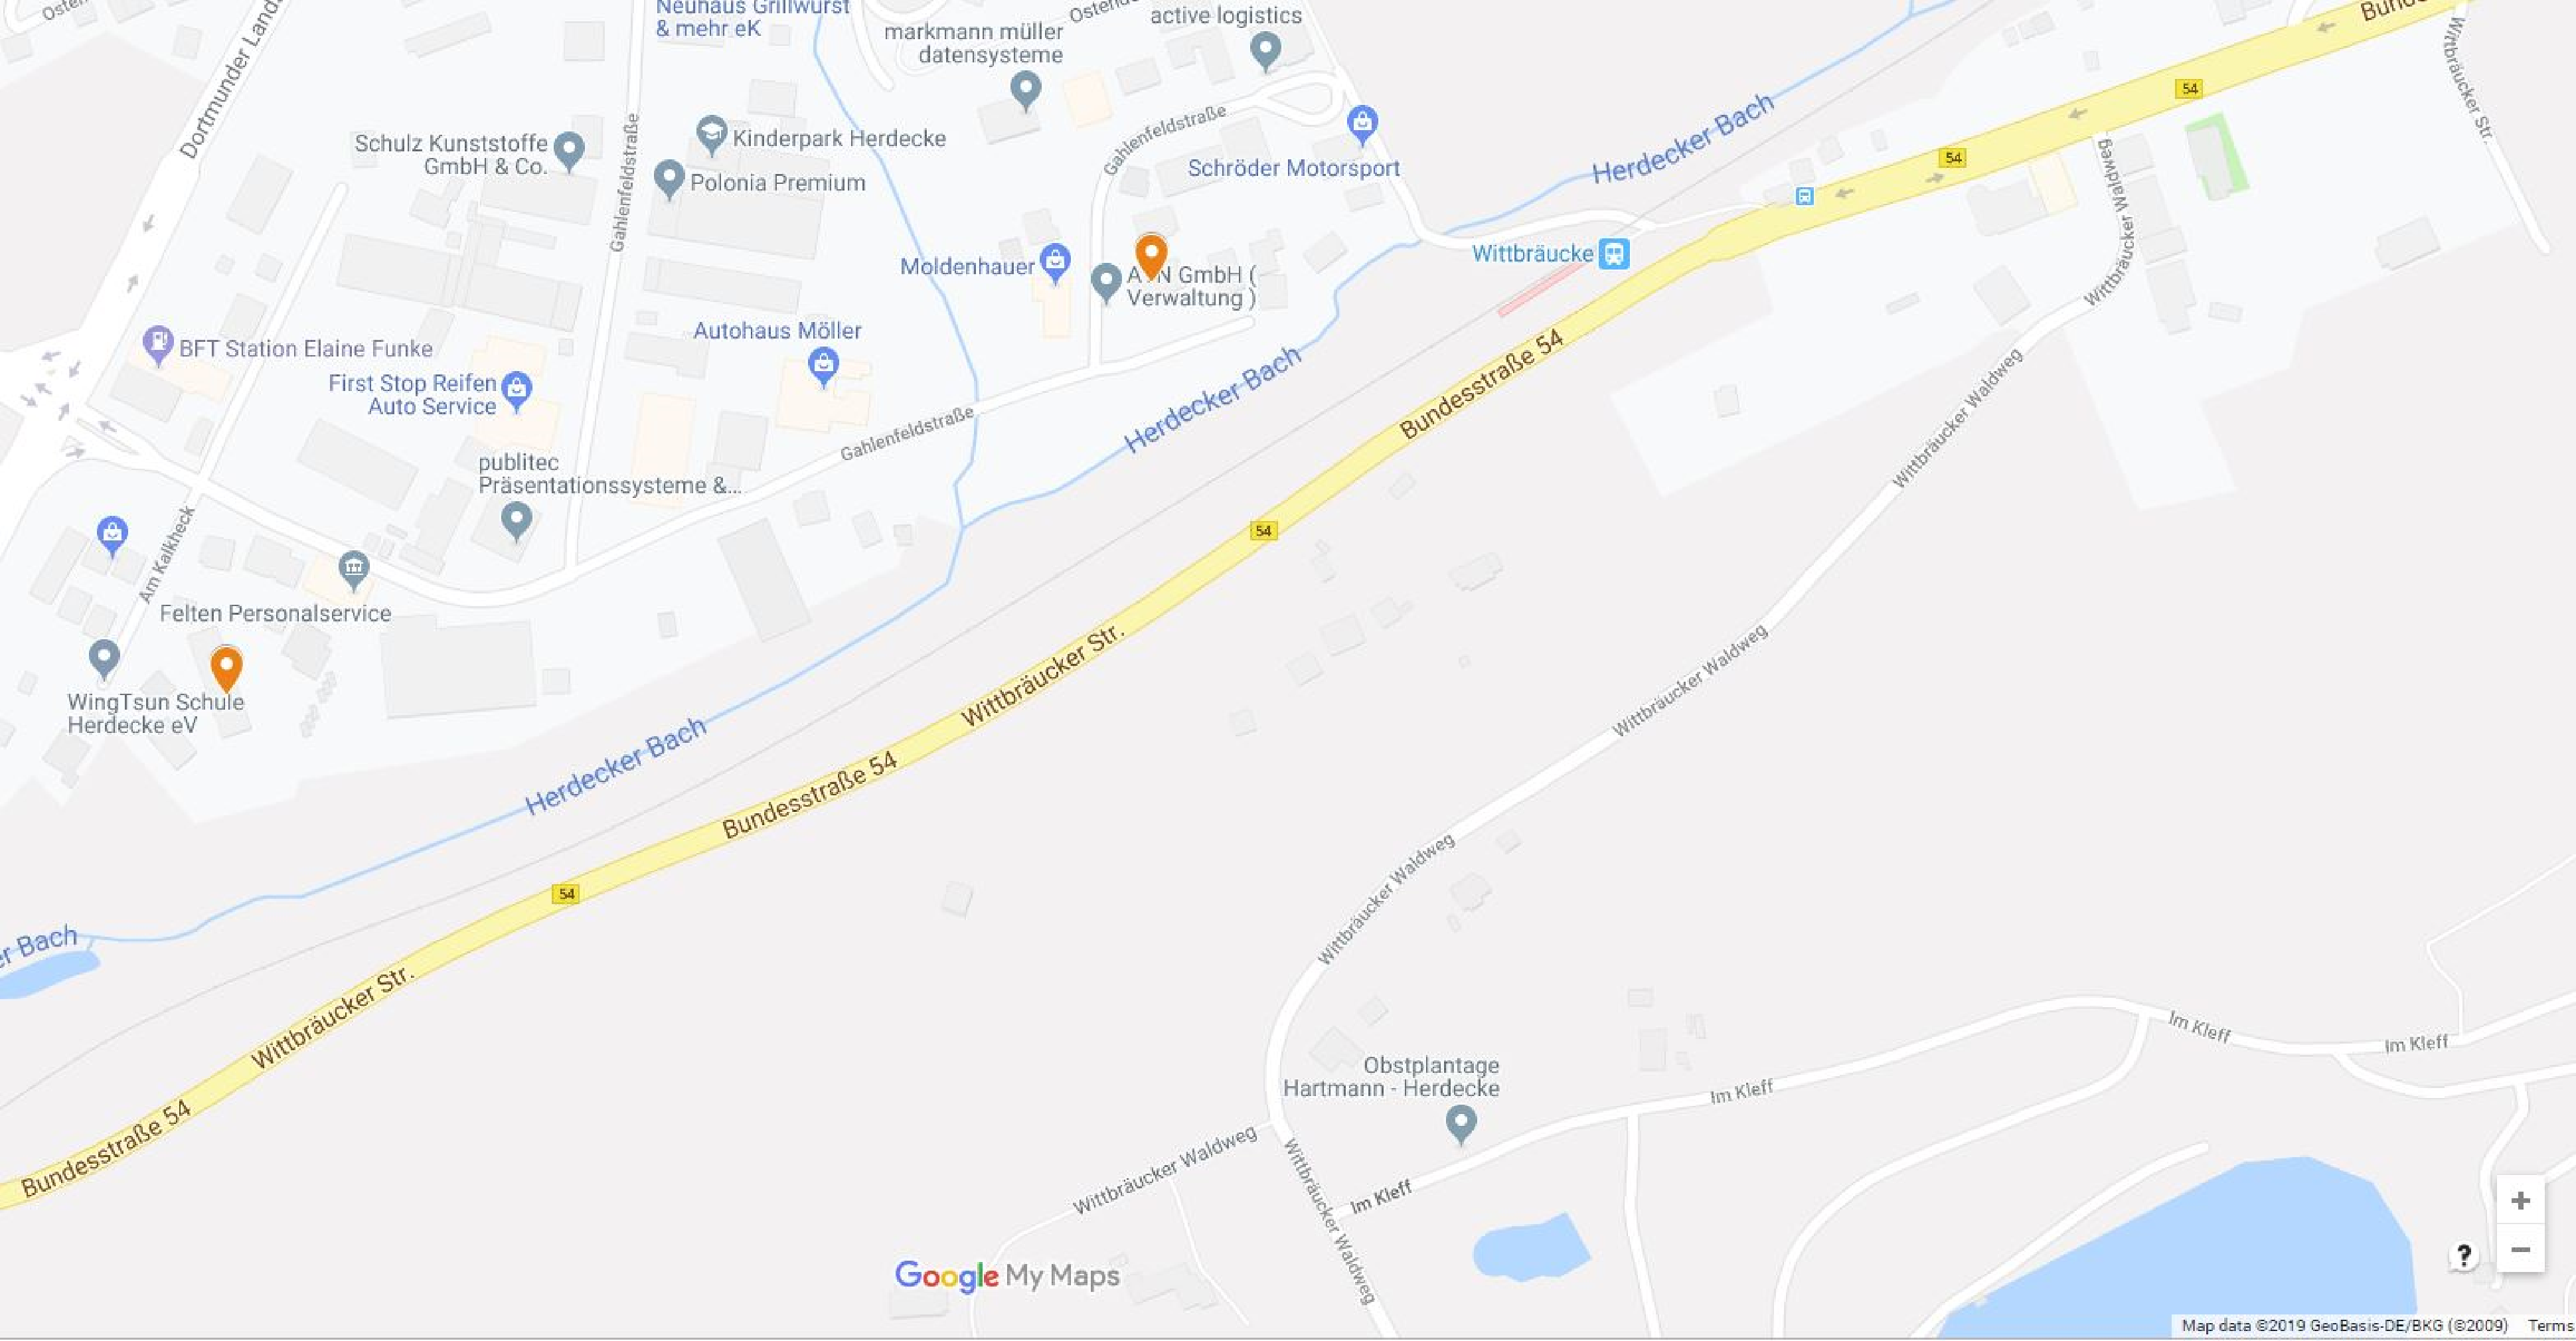 Neuhaus Grillwurst
& mehr eK
markmann müller
datensysteme
active logistics
Dortmunder
Schulz Kunststoffe
GmbH & Co.
Gahlenfeldstraße
Kinderpark Herdecke
Polonia Premium
Gahlenfeldstraße
Schröder Motorsport
Herdecker Bach
54
54
Wittbräucker Str.
Wittbräucker Waldweg
Moldenhauer
GmbH (
Verwaltung )
Wittbräucke
BFT Station Elaine Funke
Autohaus Möller
First Stop Reifen
Auto Service
Gahlenfeldstraße
Herdecker Bach
Bundesstraße 54
Wittbräucker Waldweg
Wittbräucker Waldweg
publitec
Präsentationssysteme &...
54
Am Kalkheck
Felten Personalservice
WingTsun Schule
Herdecke eV
Wittbräucker Str.
Wittbräucker Waldweg
Herdecker Bach
Bundesstraße 54
54
Wittbräucker Waldweg
Bach
Wittbräucker Str.
Bundesstraße 54
Im Kleff
Im Kleff
Obstplantage
Hartmann - Herdecke
Im Kleff
Wittbräucker Waldweg
Im Kleff
Wittbräucker Waldweg
Google My Maps
+
?
−
Map data ©2019 GeoBasis-DE/BKG (©2009) Terms